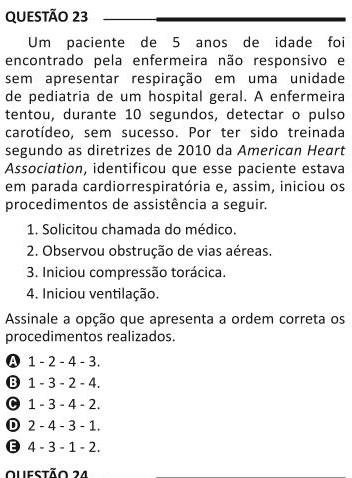 QUESTÃO 23
Um paciente de 5 anos de idade foi
encontrado pela enfermeira não responsivo e
sem apresentar respiração em uma unidade
de pediatria de um hospital geral. A enfermeira
tentou, durante 10 segundos, detectar o pulso
carotídeo, sem sucesso. Por ter sido treinada
segundo as diretrizes de 2010 da American Heart
Association, identificou que esse paciente estava
em parada cardiorrespiratória e, assim, iniciou os
procedimentos de assistência a seguir.
1. Solicitou chamada do médico.
2. Observou obstrução de vias aéreas.
3. Iniciou compressão torácica.
4. Iniciou ventilação.
Assinale a opção que apresenta a ordem correta os
procedimentos realizados.
A 1 - 2 - 4 - 3.
B 1 - 3 - 2 - 4.
C 1 - 3 - 4 - 2.
D 2 - 4 - 3 - 1.
E 4 - 3 - 1 - 2.
QUESTÃO 24